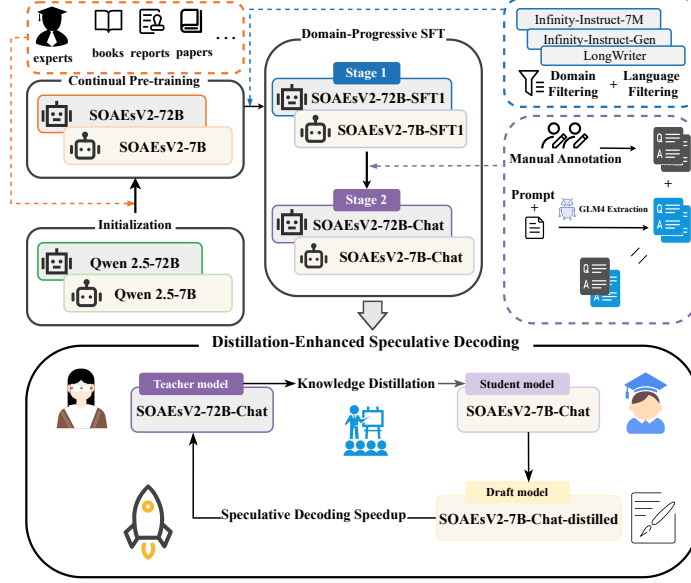 experts
books
reports
papers
...
Continual Pre-training
SOAEsV2-72B
SOAEsV2-7B
Initialization
Qwen 2.5-72B
Qwen 2.5-7B
Domain-Progressive SFT
Stage 1
SOAEsV2-72B-SFT1
SOAEsV2-7B-SFT1
Stage 2
SOAEsV2-72B-Chat
SOAEsV2-7B-Chat
Infinity-Instruct-7M
Infinity-Instruct-Gen
LongWriter
Domain
Filtering
+
Language
Filtering
Manual Annotation
Q
A
+
Prompt
+
GLM4 Extraction
Q
A
Q
A
Q
A
Distillation-Enhanced Speculative Decoding
Teacher model
SOAEsV2-72B-Chat
Knowledge Distillation
Student model
SOAEsV2-7B-Chat
Draft model
SOAEsV2-7B-Chat-distilled
Speculative Decoding Speedup